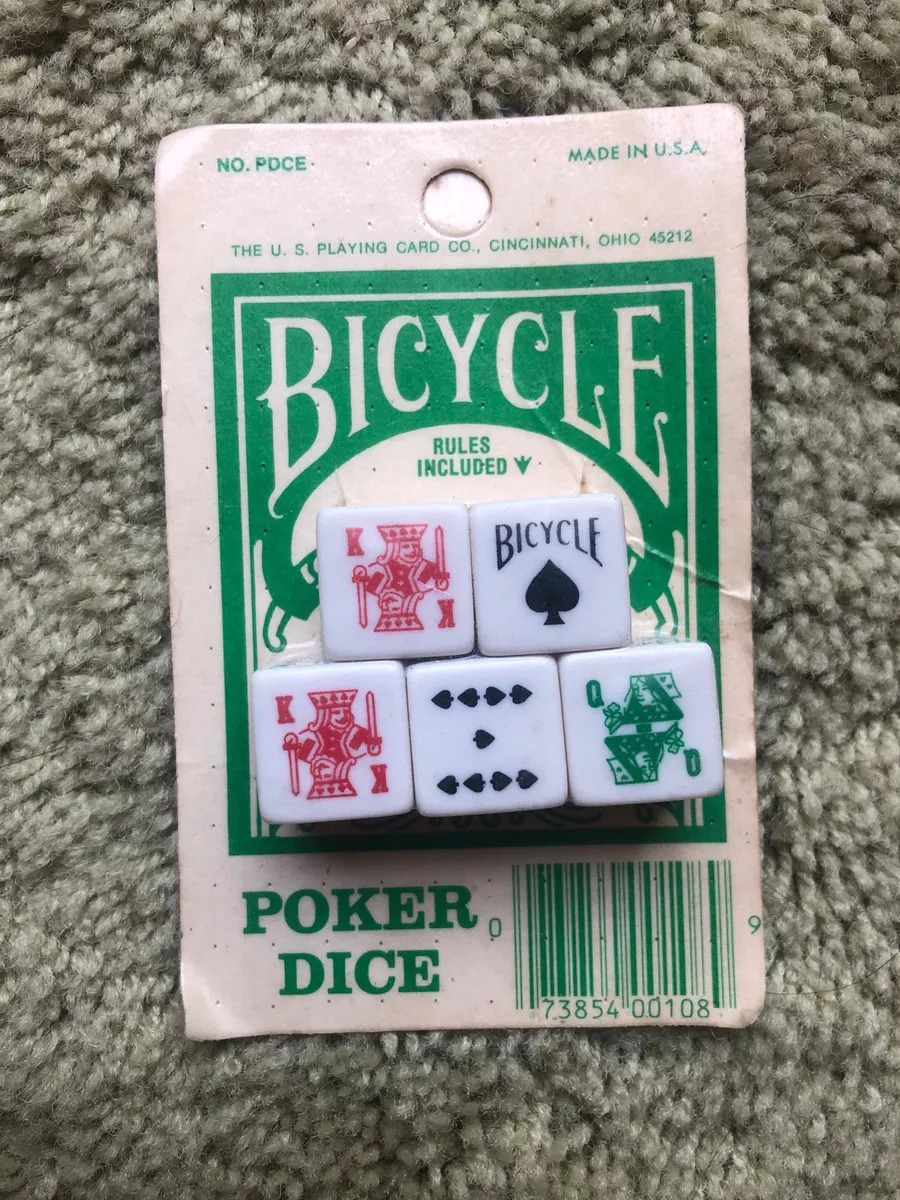 NO. PDCE
MADE IN U.S.A.
THE U. S. PLAYING CARD CO., CINCINNATI, OHIO 45212
BICYCLE
RULES
INCLUDED
K
K
BICYCLE
K
K
Q
Q
POKER
DICE
0 73854 00108 9